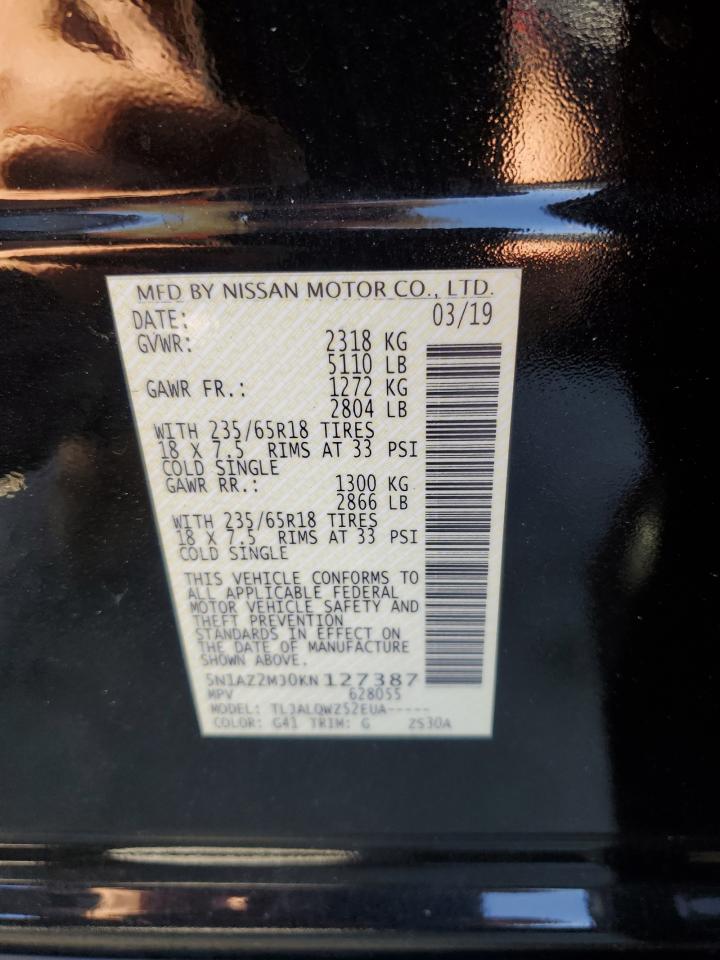 MFD BY NISSAN MOTOR CO., LTD.
DATE: 03/19
GVWR: 2318 KG
5110 LB
GAWR FR.: 1272 KG
2804 LB
WITH 235/65R18 TIRES
18 X 7.5 RIMS AT 33 PSI
COLD SINGLE
GAWR RR.: 1300 KG
2866 LB
WITH 235/65R18 TIRES
18 X 7.5 RIMS AT 33 PSI
COLD SINGLE
THIS VEHICLE CONFORMS TO
ALL APPLICABLE FEDERAL
MOTOR VEHICLE SAFETY AND
THEFT PREVENTION
STANDARDS IN EFFECT ON
THE DATE OF MANUFACTURE
SHOWN ABOVE.
5N1AZ2MJ0KN127387
MPV 628055
MODEL: TLJALQWZ52EUA-----
COLOR: G41 TRIM: G 2S30A